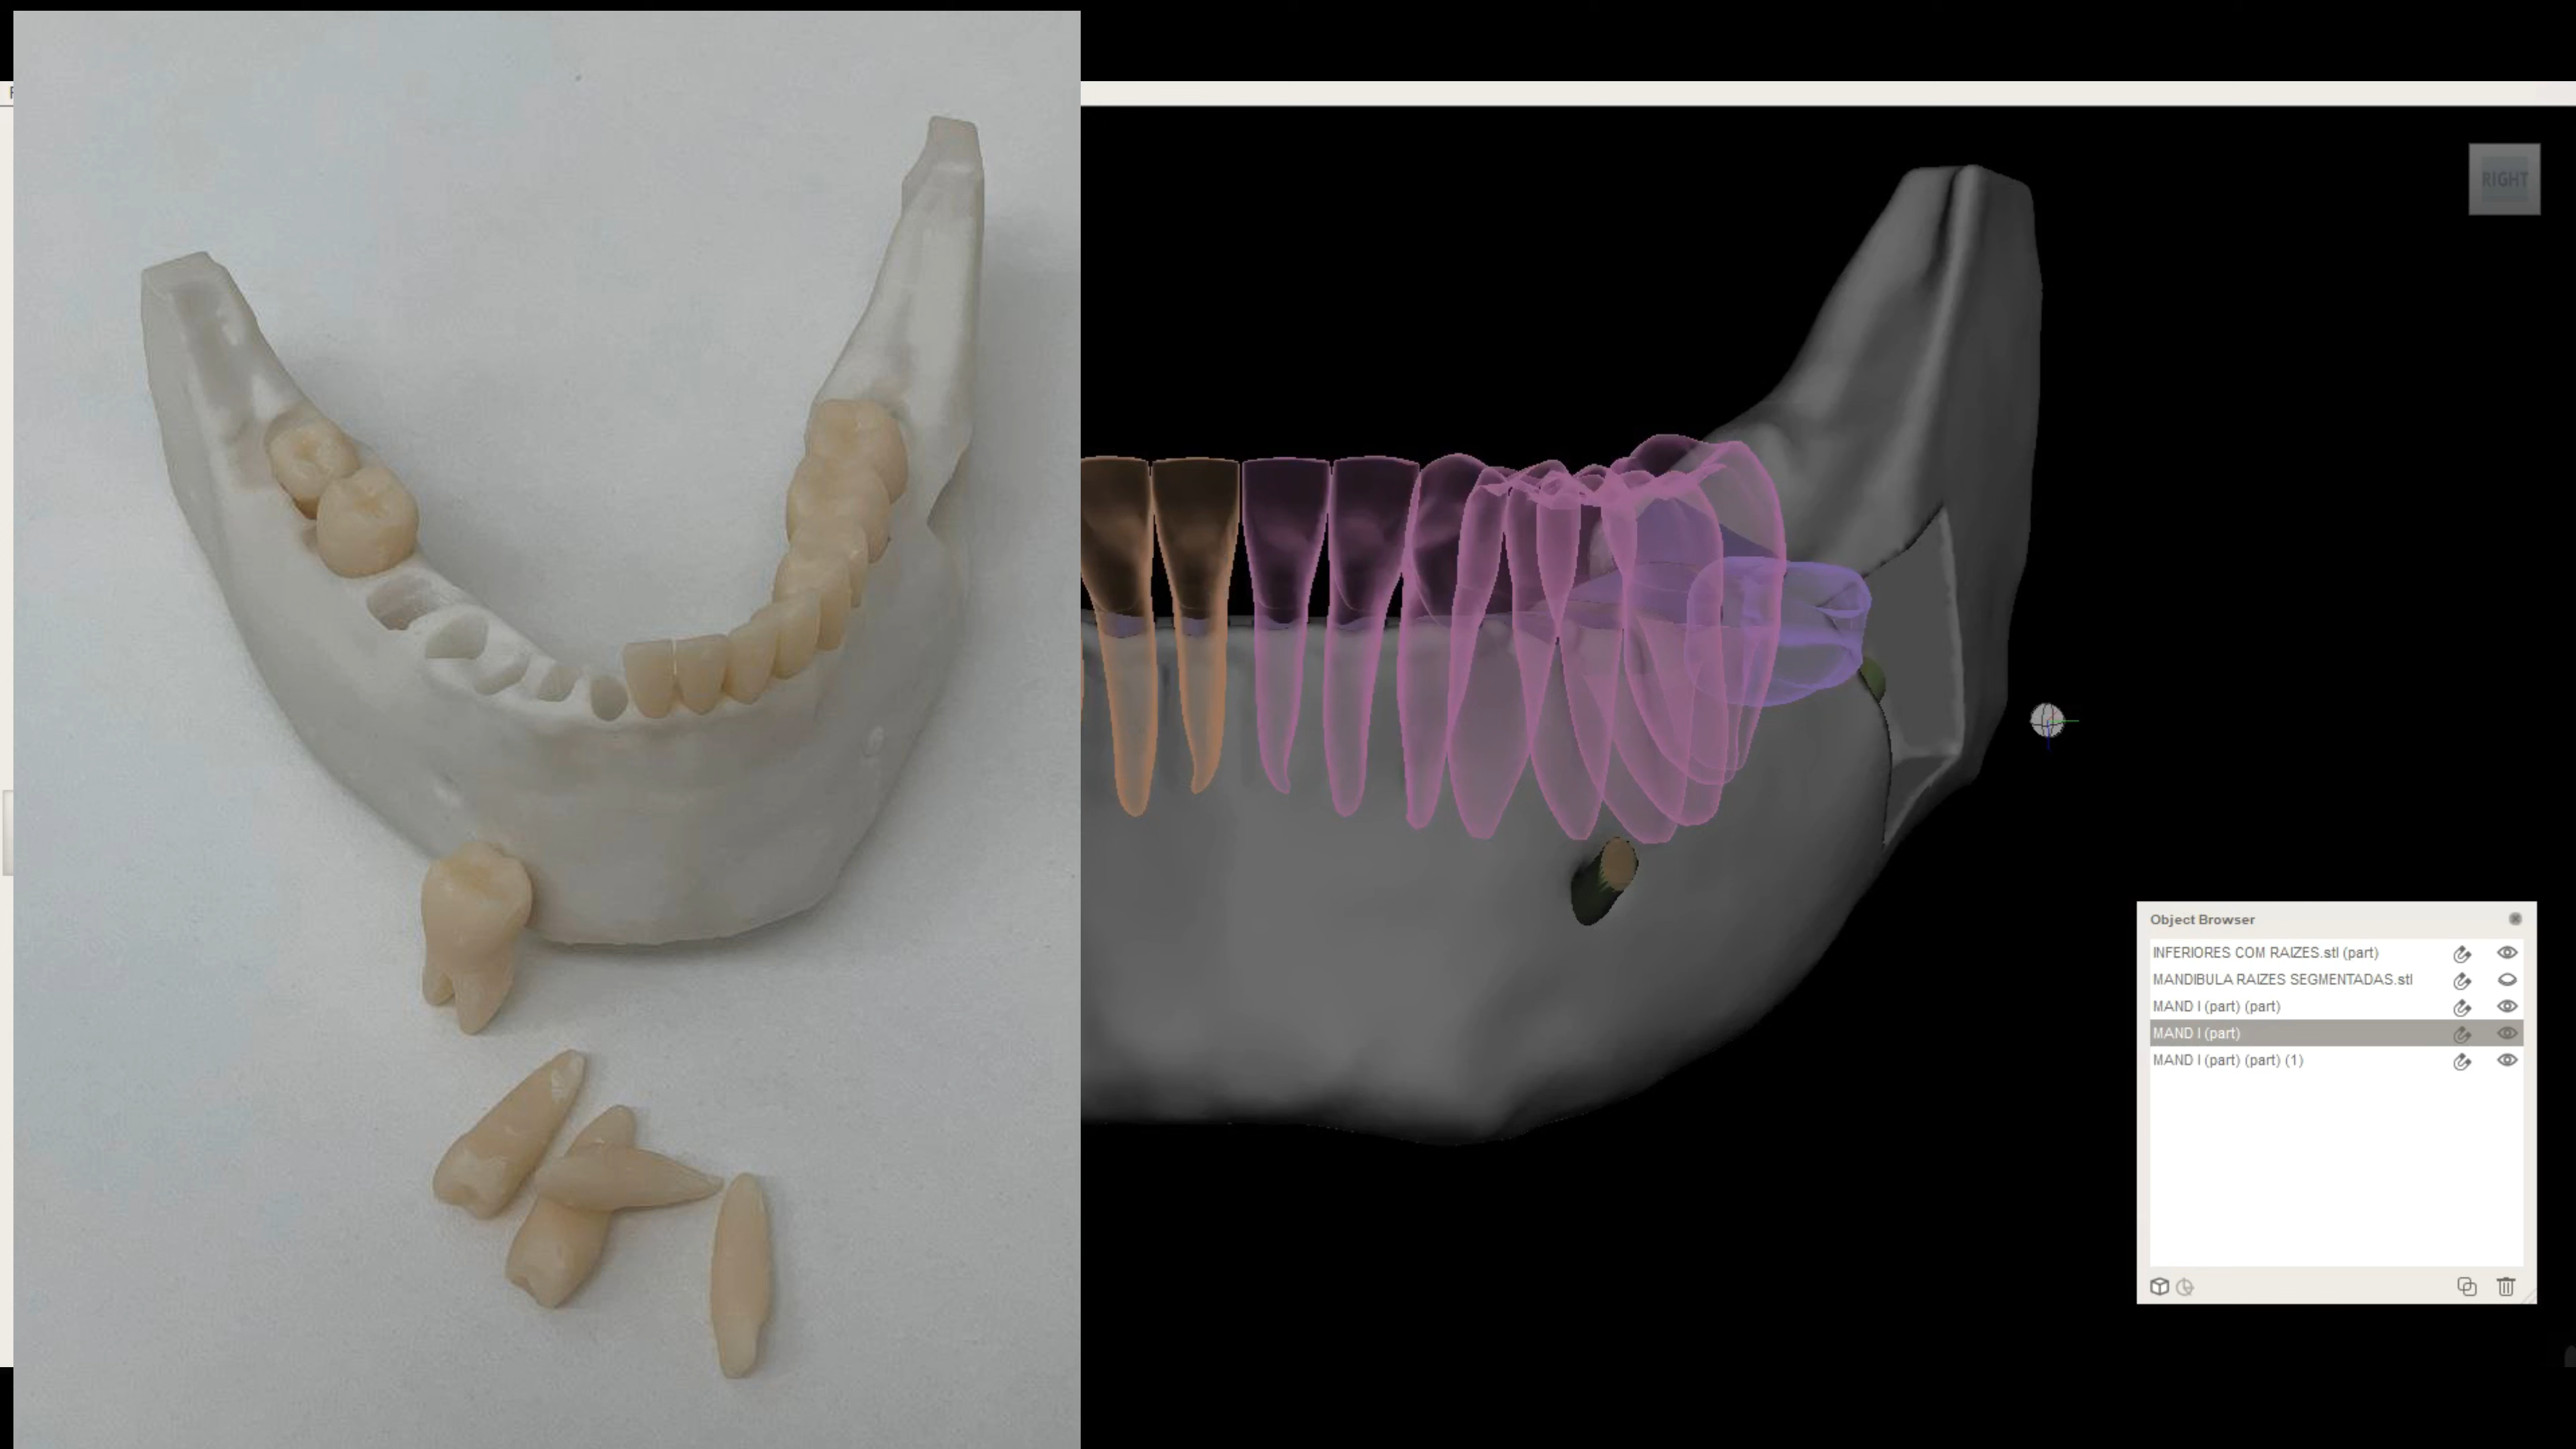 RIGHT
Object Browser
INFERIORES COM RAIZES.stl (part)
MANDIBULA RAIZES SEGMENTADAS.stl
MAND I (part) (part)
MAND I (part)
MAND I (part) (part) (1)